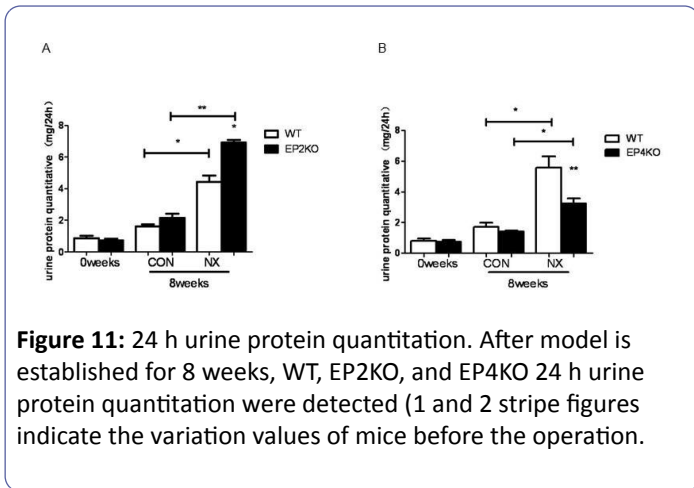 A
B
urine protein quantitative (mg/24h)
8
6
4
2
0
**
*
*
WT
EP2KO
0weeks
CON
NX
8weeks
urine protein quantitative (mg/24h)
8
6
4
2
0
*
*
**
WT
EP4KO
0weeks
CON
NX
8weeks
Figure 11: 24 h urine protein quantitation. After model is
established for 8 weeks, WT, EP2KO, and EP4KO 24 h urine
protein quantitation were detected (1 and 2 stripe figures
indicate the variation values of mice before the operation.